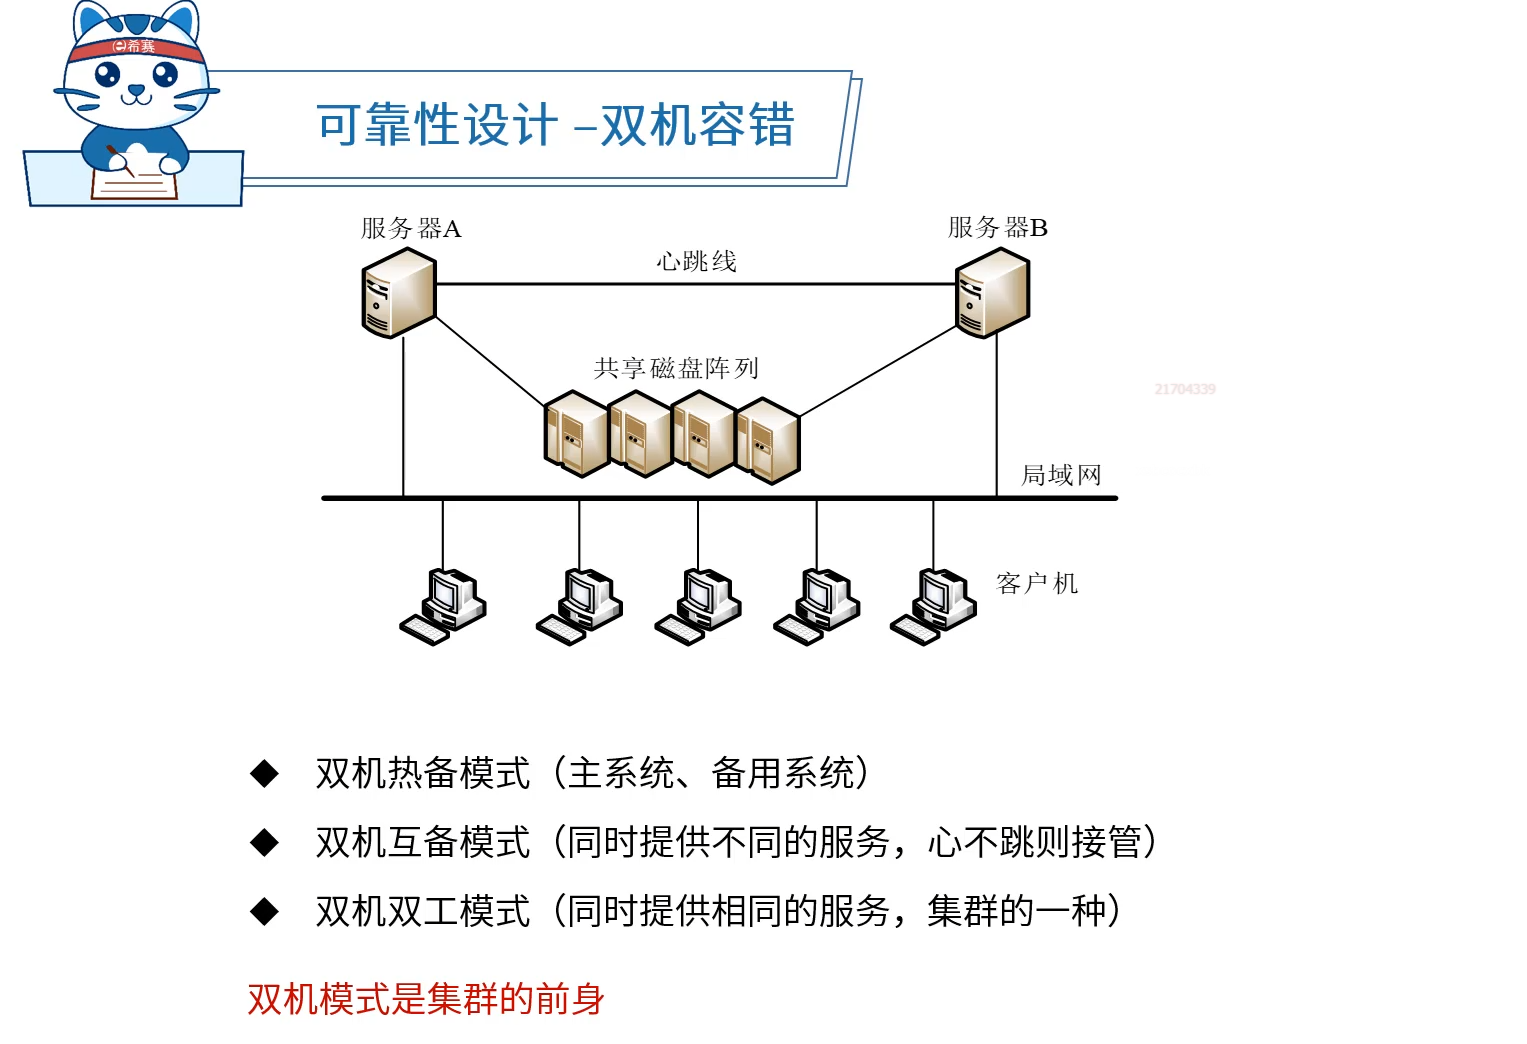 e希赛
可靠性设计 –双机容错
服务器A
服务器B
心跳线
共享磁盘阵列
21704339
局域网
客户机
◆ 双机热备模式（主系统、备用系统）
◆ 双机互备模式（同时提供不同的服务，心不跳则接管）
◆ 双机双工模式（同时提供相同的服务，集群的一种）
双机模式是集群的前身